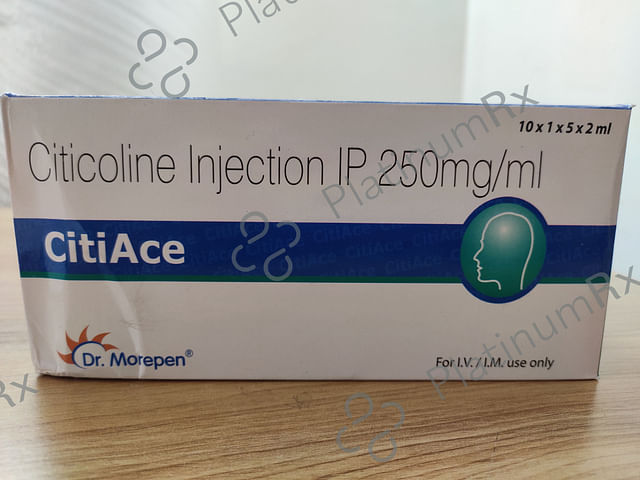 10 x 1 x 5 x 2 ml
Citicoline Injection IP 250mg/ml
CitiAce
Dr. Morepen®
For I.V. / I.M. use only
PlatinumRx
PlatinumRx
PlatinumRx